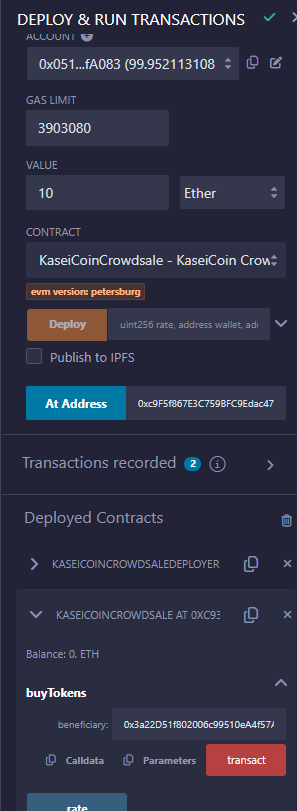 DEPLOY & RUN TRANSACTIONS
ACCOUNT
0x051...fA083 (99.952113108
GAS LIMIT
3903080
VALUE
10 Ether
CONTRACT
KaseiCoinCrowdsale - KaseiCoin Crow
evm version: petersburg
Deploy uint256 rate, address wallet, add
Publish to IPFS
At Address 0xc9F5f867E3C759BFC9Edac47
Transactions recorded 2 i
Deployed Contracts
KASEICOINCROWDSALEDEPLOYER
KASEICOINCROWDSALE AT 0XC93
Balance: 0. ETH
buyTokens
beneficiary: 0x3a22D51f802006c99510eA4f57A
Calldata Parameters transact
rate